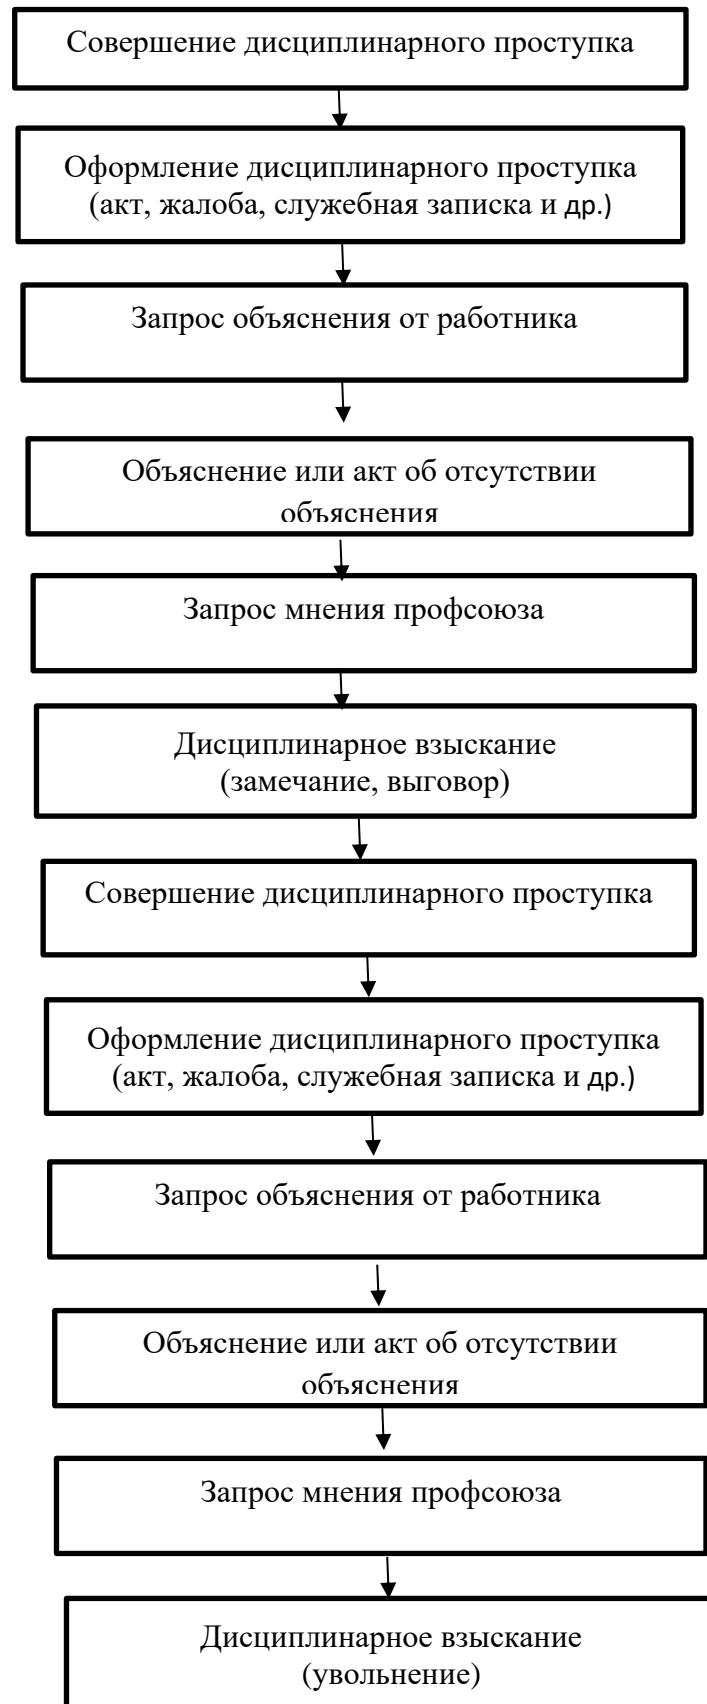 Совершение дисциплинарного проступка
Оформление дисциплинарного проступка
(акт, жалоба, служебная записка и др.)
Запрос объяснения от работника
Объяснение или акт об отсутствии
объяснения
Запрос мнения профсоюза
Дисциплинарное взыскание
(замечание, выговор)
Совершение дисциплинарного проступка
Оформление дисциплинарного проступка
(акт, жалоба, служебная записка и др.)
Запрос объяснения от работника
Объяснение или акт об отсутствии
объяснения
Запрос мнения профсоюза
Дисциплинарное взыскание
(увольнение)